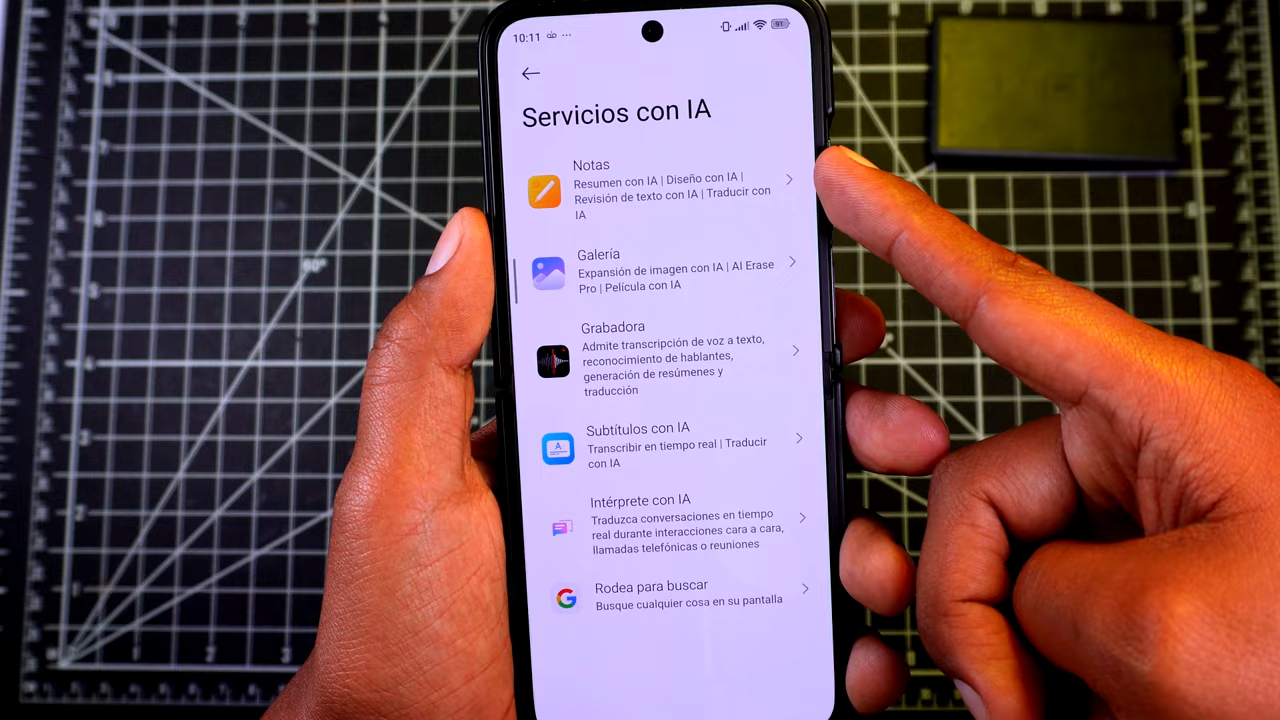 10:11
91
Servicios con IA
Notas
Resumen con IA | Diseño con IA |
Revisión de texto con IA | Traducir con
IA
Galería
Expansión de imagen con IA | AI Erase
Pro | Película con IA
Grabadora
Admite transcripción de voz a texto,
reconocimiento de hablantes,
generación de resúmenes y
traducción
Subtítulos con IA
Transcribir en tiempo real | Traducir
con IA
Intérprete con IA
Traduzca conversaciones en tiempo
real durante interacciones cara a cara,
llamadas telefónicas o reuniones
Rodea para buscar
Busque cualquier cosa en su pantalla
60°